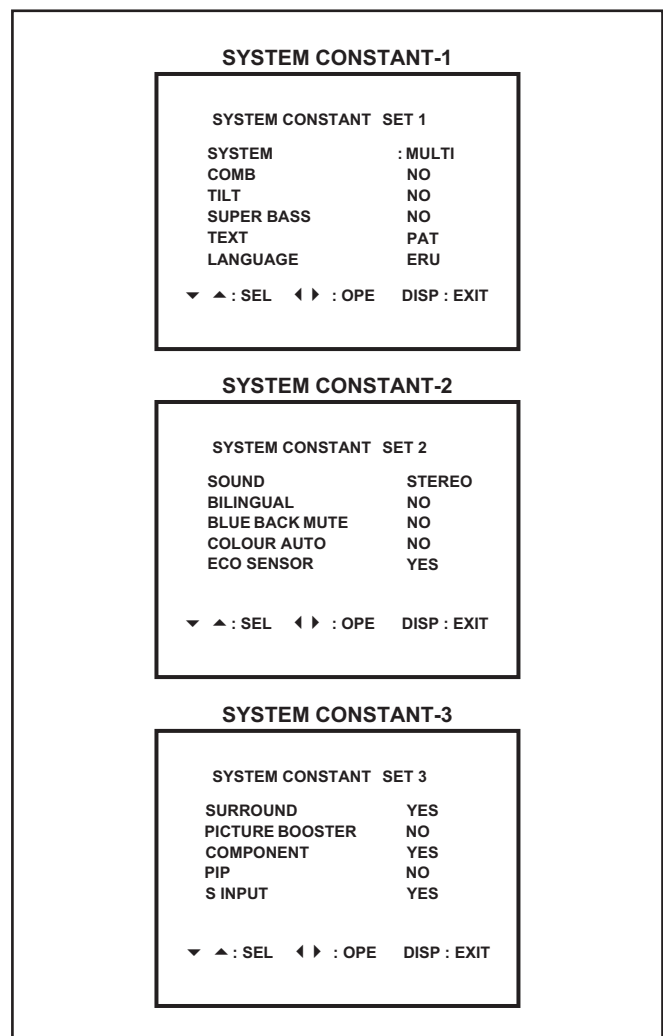 SYSTEM CONSTANT-1
SYSTEM CONSTANT SET 1
SYSTEM : MULTI
COMB NO
TILT NO
SUPER BASS NO
TEXT PAT
LANGUAGE ERU
▼ ▲ : SEL ◀ ▶ : OPE DISP : EXIT
SYSTEM CONSTANT-2
SYSTEM CONSTANT SET 2
SOUND STEREO
BILINGUAL NO
BLUE BACK MUTE NO
COLOUR AUTO NO
ECO SENSOR YES
▼ ▲ : SEL ◀ ▶ : OPE DISP : EXIT
SYSTEM CONSTANT-3
SYSTEM CONSTANT SET 3
SURROUND YES
PICTURE BOOSTER NO
COMPONENT YES
PIP NO
S INPUT YES
▼ ▲ : SEL ◀ ▶ : OPE DISP : EXIT